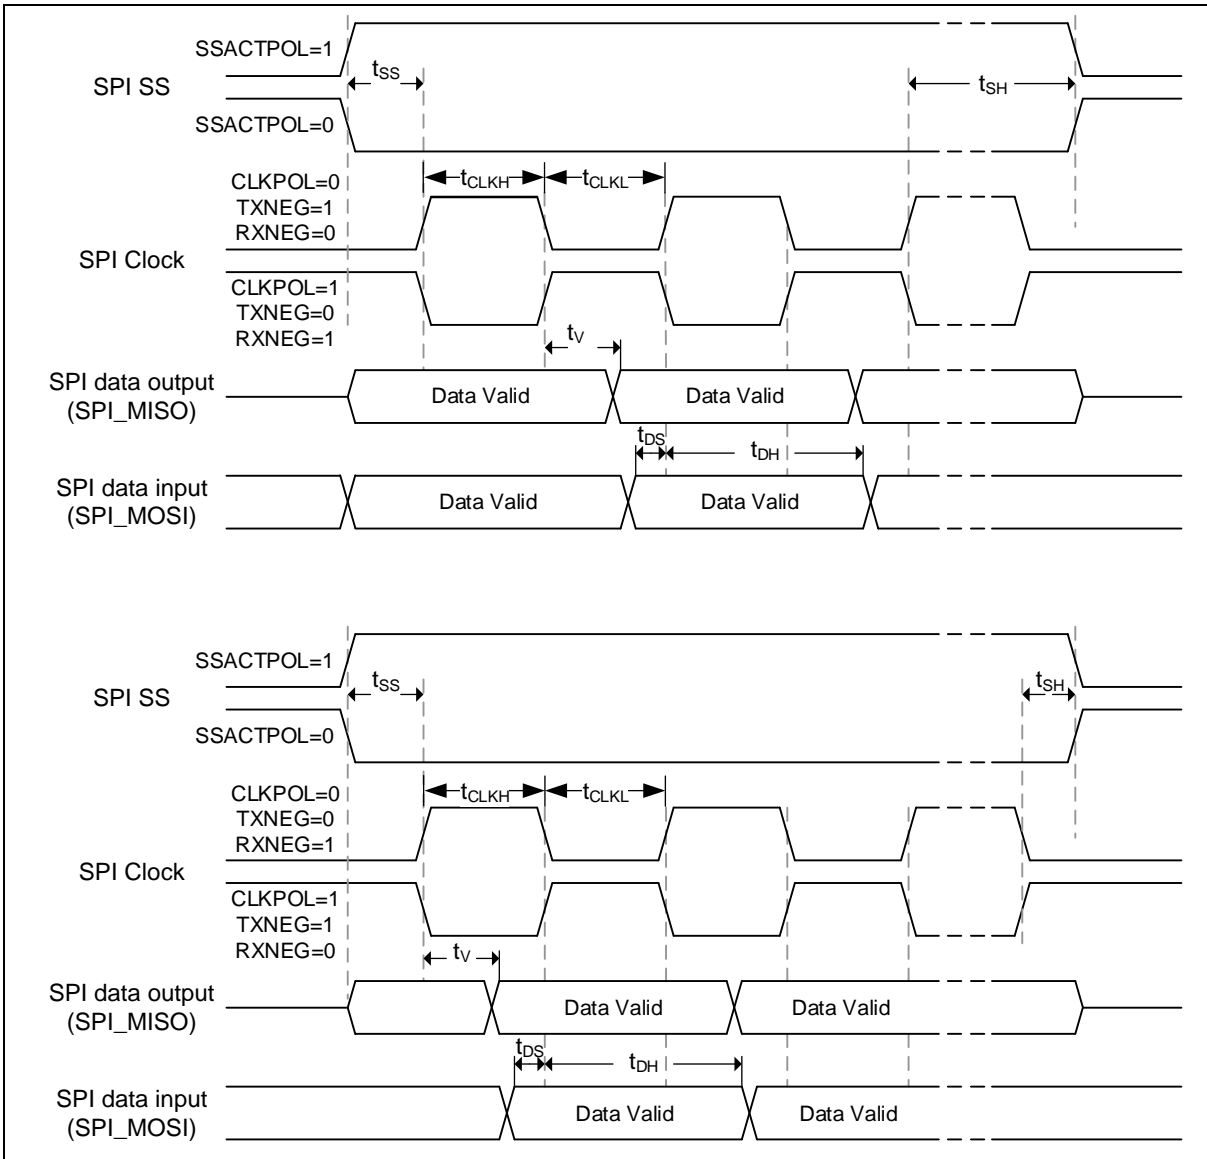 SSACTPOL=1
SPI SS
tSS
tSH
SSACTPOL=0
CLKPOL=0
TXNEG=1
RXNEG=0
tCLKH
tCLKL
SPI Clock
CLKPOL=1
TXNEG=0
RXNEG=1
tV
SPI data output
(SPI_MISO)
Data Valid
Data Valid
tDS
tDH
SPI data input
(SPI_MOSI)
Data Valid
Data Valid
SSACTPOL=1
SPI SS
tSS
tSH
SSACTPOL=0
CLKPOL=0
TXNEG=0
RXNEG=1
tCLKH
tCLKL
SPI Clock
CLKPOL=1
TXNEG=1
RXNEG=0
tV
SPI data output
(SPI_MISO)
Data Valid
Data Valid
tDS
tDH
SPI data input
(SPI_MOSI)
Data Valid
Data Valid